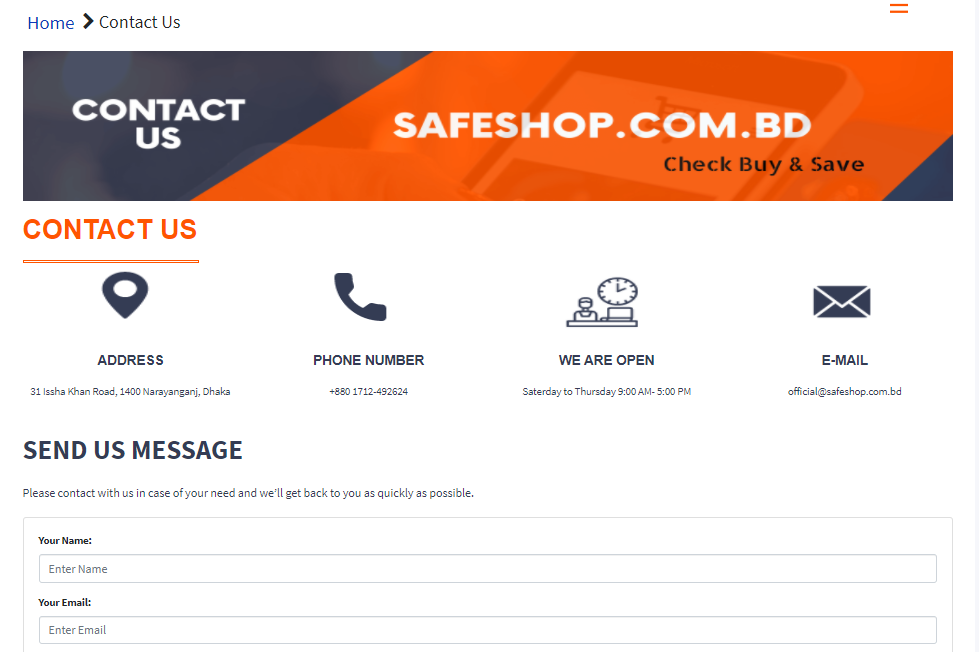 Home Contact Us
CONTACT
US
SAFESHOP.COM.BD
Check Buy & Save
CONTACT US
ADDRESS
31 Issha Khan Road, 1400 Narayanganj, Dhaka
PHONE NUMBER
+880 1712-492624
WE ARE OPEN
Saterday to Thursday 9:00 AM- 5:00 PM
E-MAIL
official@safeshop.com.bd
SEND US MESSAGE
Please contact with us in case of your need and we'll get back to you as quickly as possible.
Your Name:
Enter Name
Your Email:
Enter Email